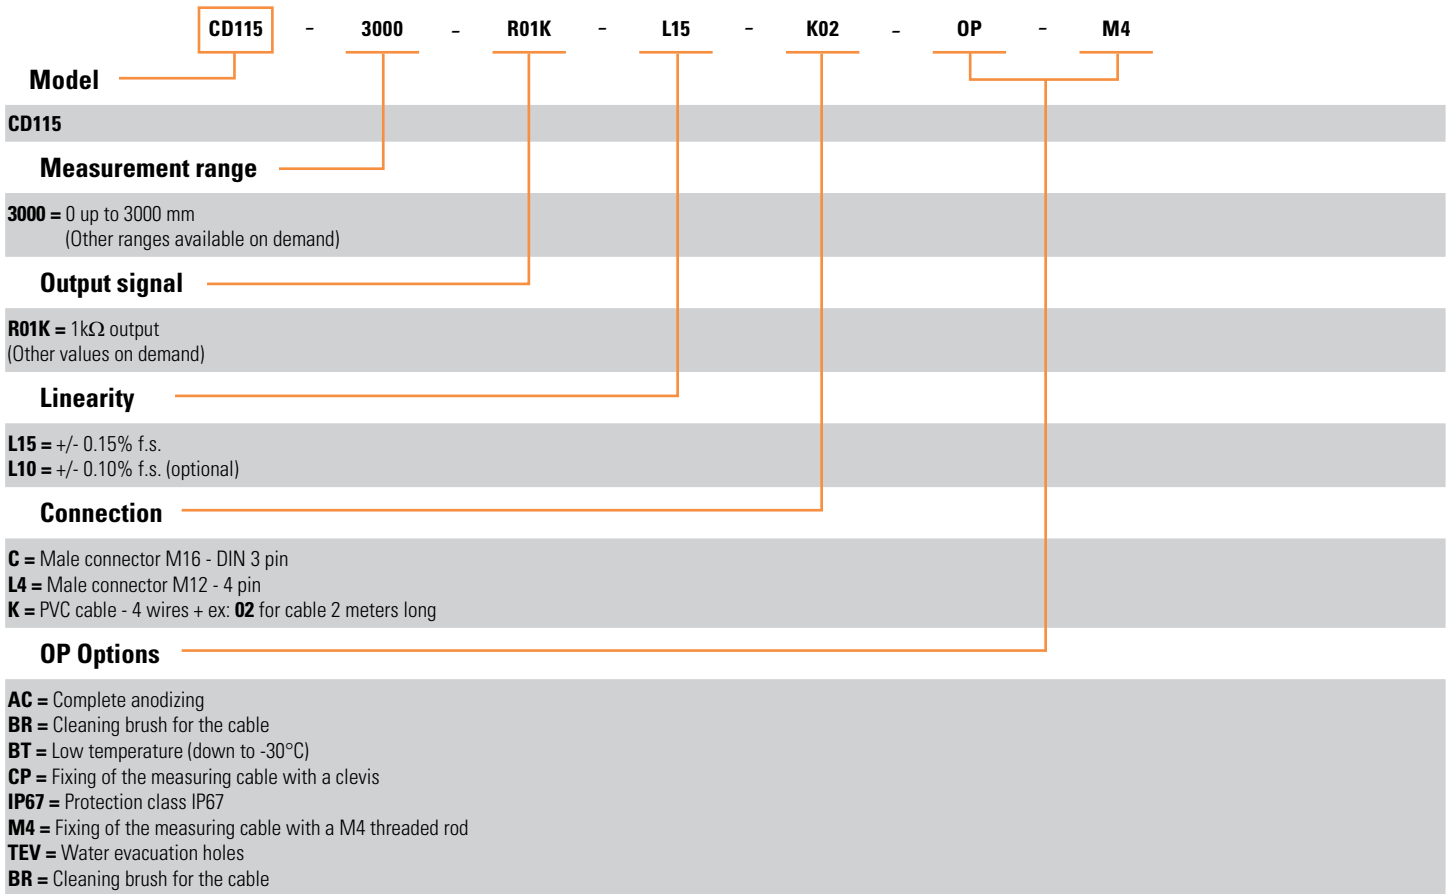 CD115 – 3000 – R01K – L15 – K02 – OP – M4
Model
CD115
Measurement range
3000 = 0 up to 3000 mm
(Other ranges available on demand)
Output signal
R01K = 1kΩ output
(Other values on demand)
Linearity
L15 = +/- 0.15% f.s.
L10 = +/- 0.10% f.s. (optional)
Connection
C = Male connector M16 - DIN 3 pin
L4 = Male connector M12 - 4 pin
K = PVC cable - 4 wires + ex: 02 for cable 2 meters long
OP Options
AC = Complete anodizing
BR = Cleaning brush for the cable
BT = Low temperature (down to -30°C)
CP = Fixing of the measuring cable with a clevis
IP67 = Protection class IP67
M4 = Fixing of the measuring cable with a M4 threaded rod
TEV = Water evacuation holes
BR = Cleaning brush for the cable